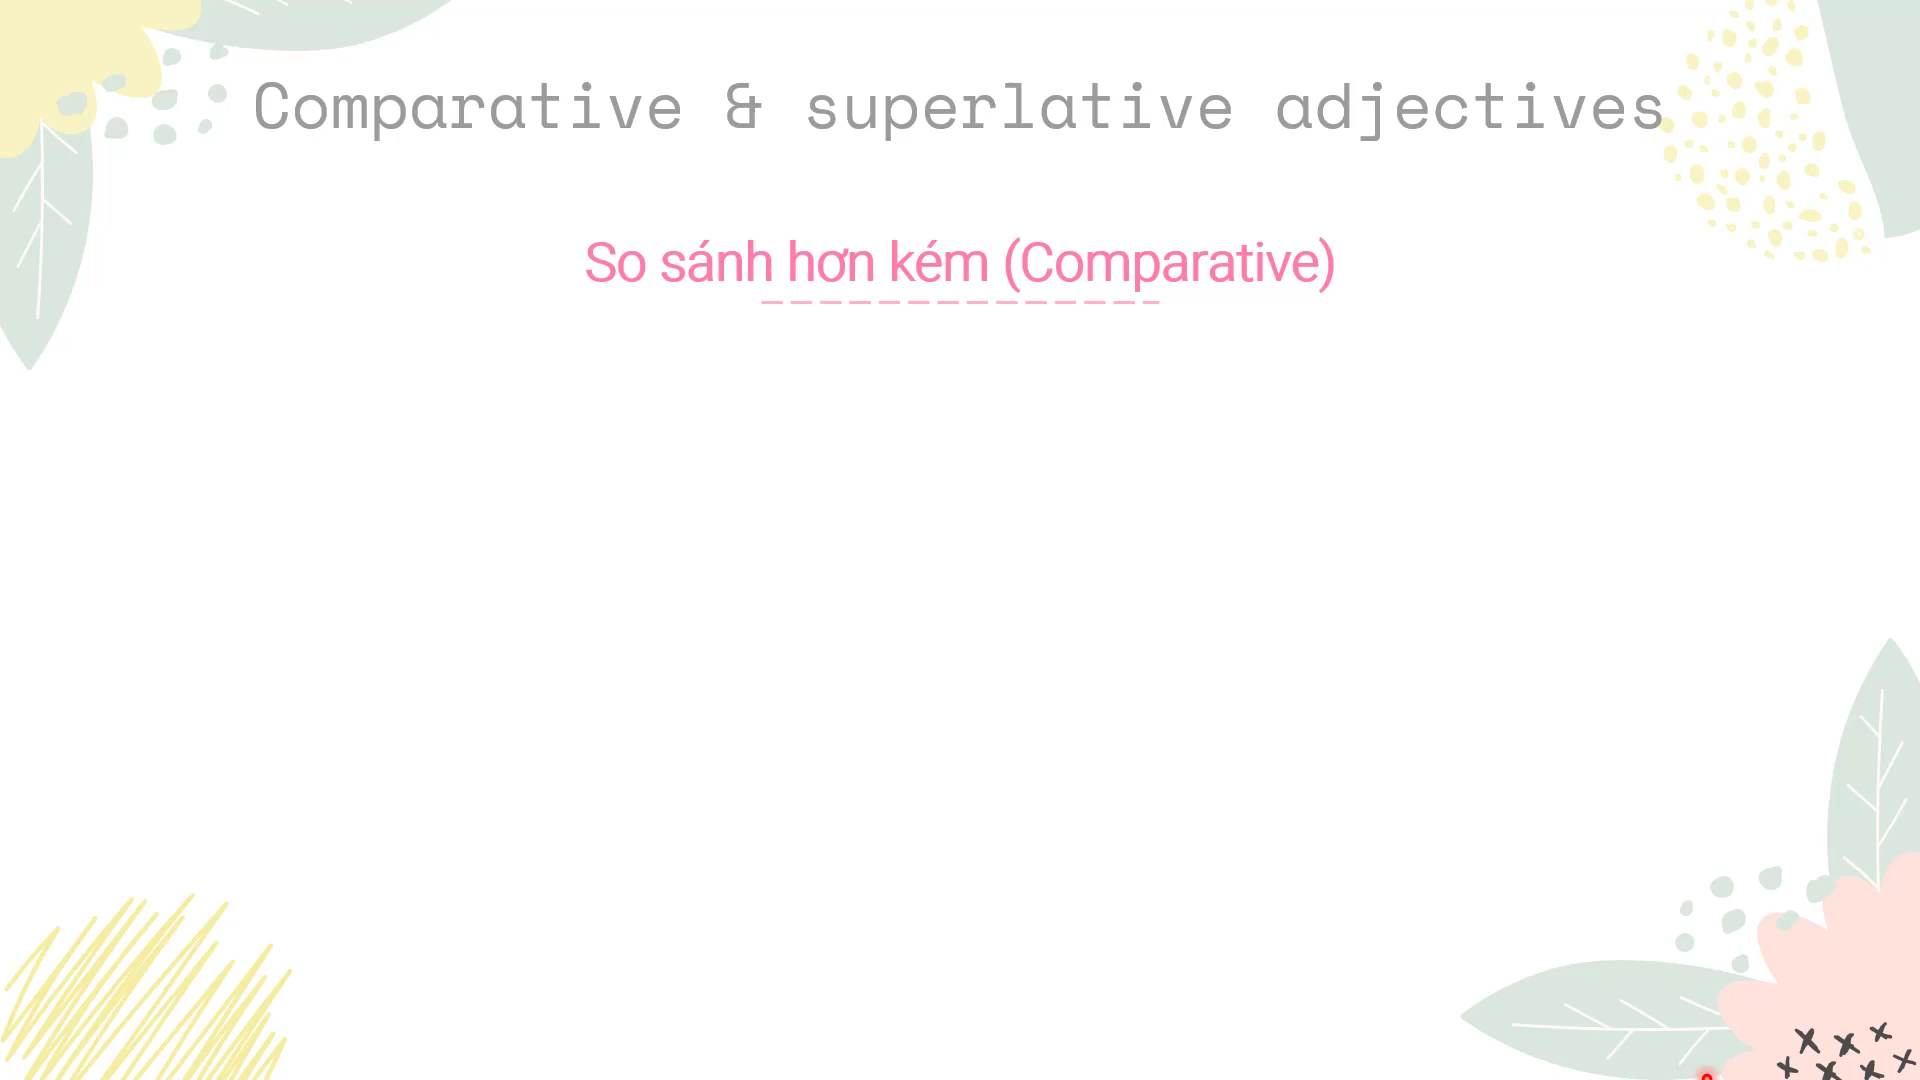 Comparative & superlative adjectives
So sánh hơn kém (Comparative)